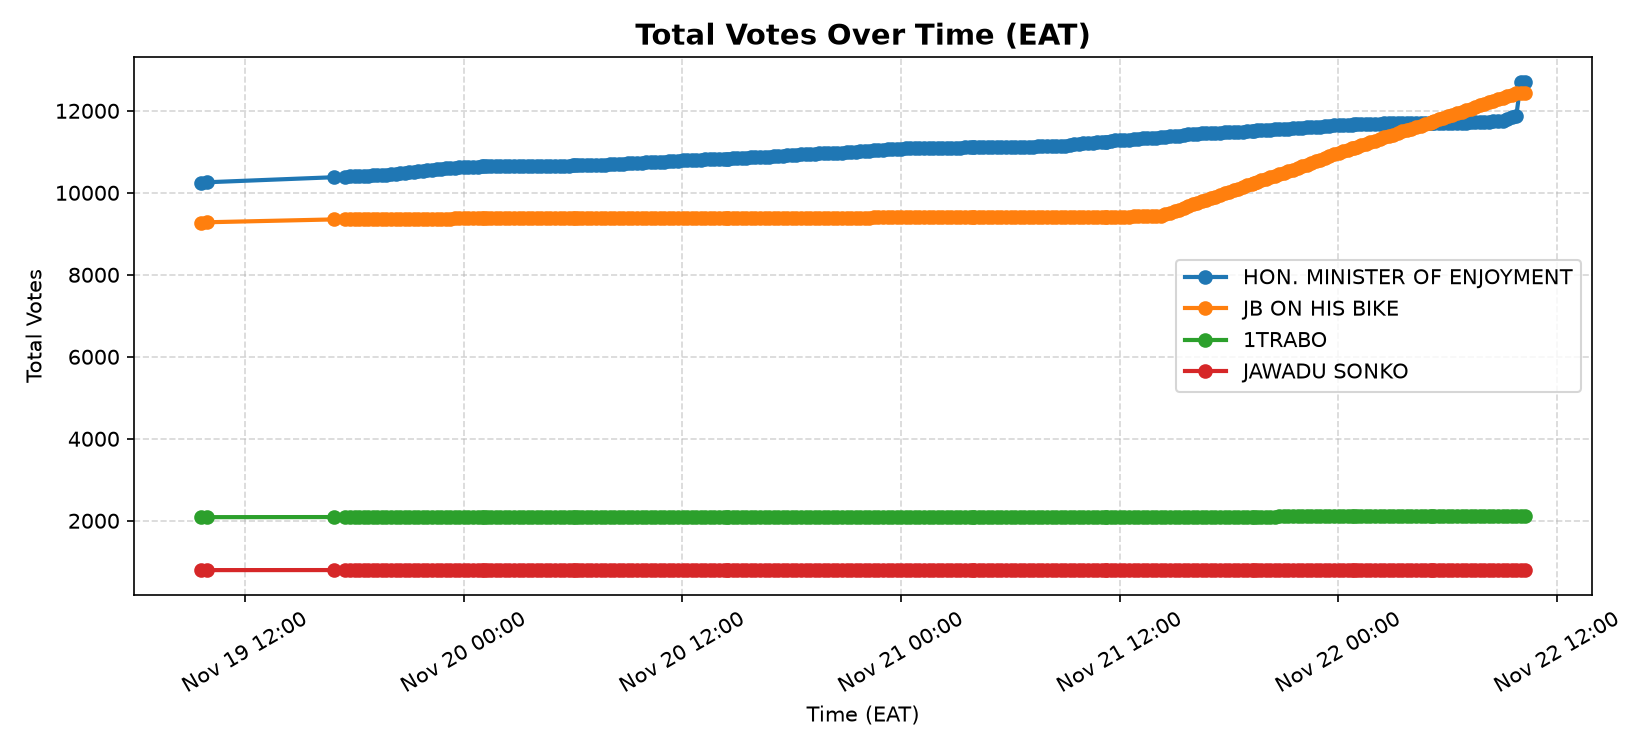 Total Votes Over Time (EAT)
Total Votes
12000
10000
8000
6000
4000
2000
HON. MINISTER OF ENJOYMENT
JB ON HIS BIKE
1TRABO
JAWADU SONKO
Nov 19 12:00
Nov 20 00:00
Nov 20 12:00
Nov 21 00:00
Nov 21 12:00
Nov 22 00:00
Nov 22 12:00
Time (EAT)